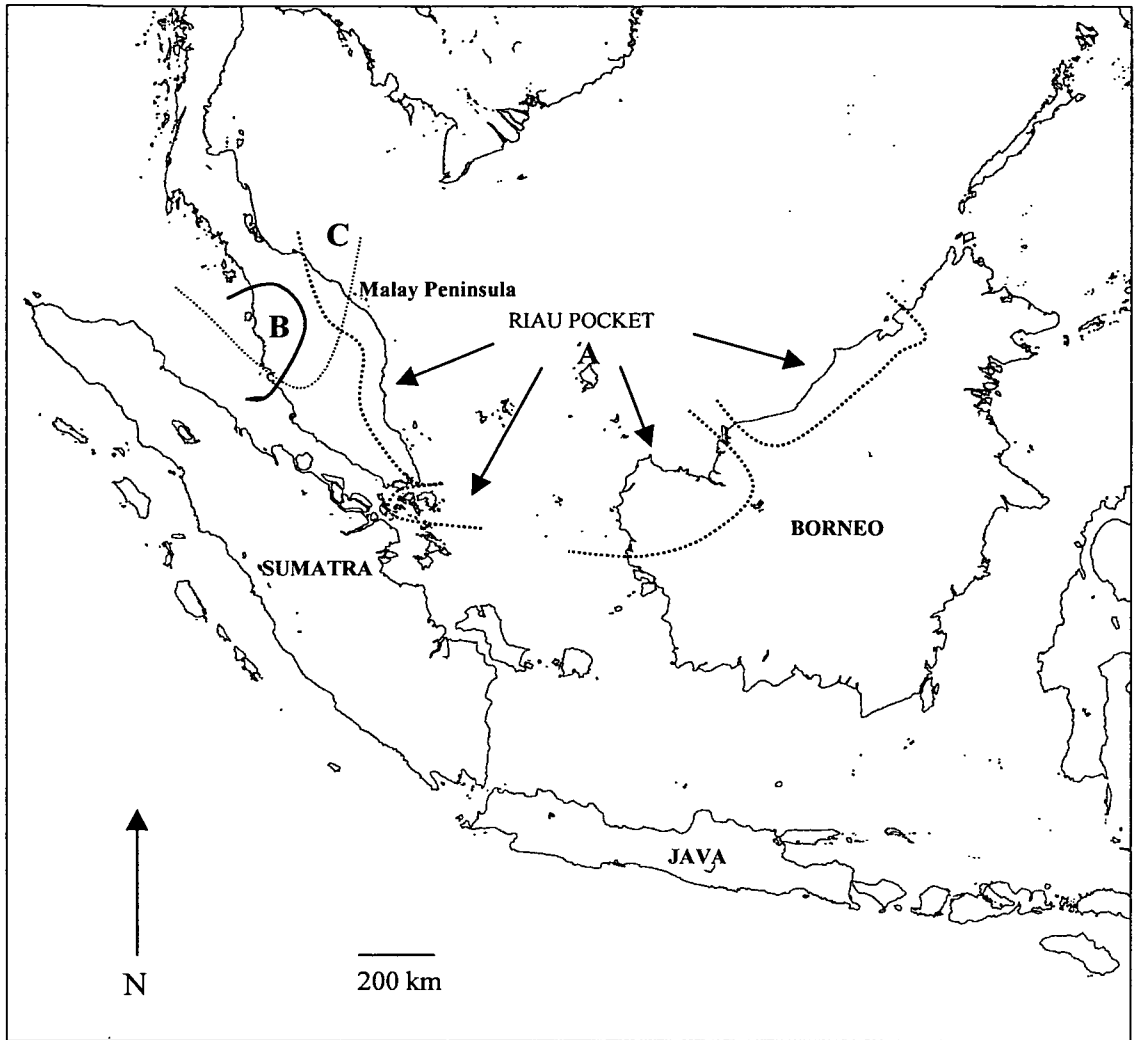 C
Malay Peninsula
B
RIAU POCKET
A
BORNEO
SUMATRA
JAVA
N
200 km